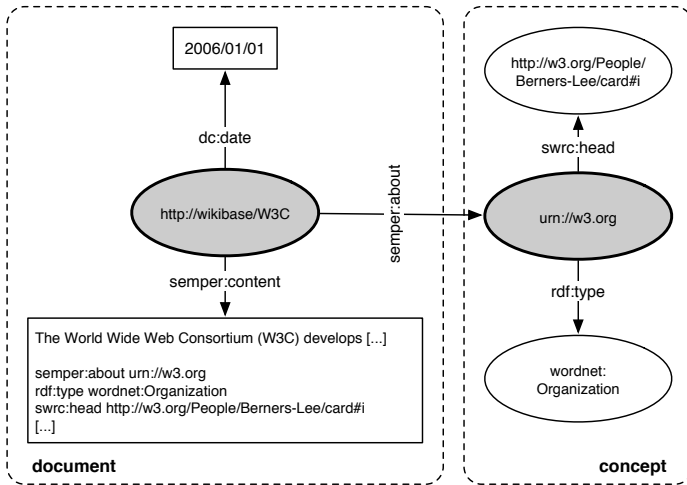 2006/01/01
dc:date
http://wikibase/W3C
semper:content
The World Wide Web Consortium (W3C) develops [...]
semper:about urn://w3.org
rdf:type wordnet:Organization
swrc:head http://w3.org/People/Berners-Lee/card#i
[...]
document
semper:about
http://w3.org/People/
Berners-Lee/card#i
swrc:head
urn://w3.org
rdf:type
wordnet:
Organization
concept